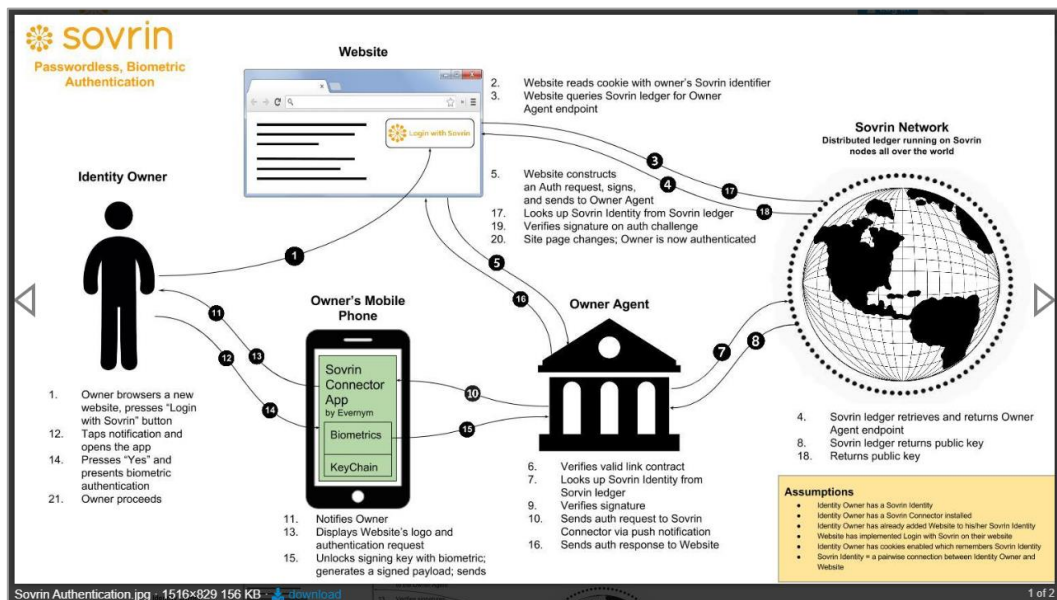 sovrin
Passwordless, Biometric
Authentication
Website
Login with Sovrin
2. Website reads cookie with owner's Sovrin identifier
3. Website queries Sovrin ledger for Owner
Agent endpoint
5. Website constructs
an Auth request, signs,
and sends to Owner Agent
17. Looks up Sovrin Identity from Sovrin ledger
19. Verifies signature on auth challenge
20. Site page changes; Owner is now authenticated
Sovrin Network
Distributed ledger running on Sovrin
nodes all over the world
3
4
17
18
Identity Owner
1
5
16
11
12
13
14
Owner's Mobile
Phone
Sovrin
Connector
App
by Evernym
Biometrics
KeyChain
10
15
Owner Agent
7
8
1. Owner browsers a new
website, presses "Login
with Sovrin" button
12. Taps notification and
opens the app
14. Presses "Yes" and
presents biometric
authentication
21. Owner proceeds
11. Notifies Owner
13. Displays Website's logo and
authentication request
15. Unlocks signing key with biometric;
generates a signed payload; sends
6. Verifies valid link contract
7. Looks up Sovrin Identity from
Sorvin ledger
9. Verifies signature
10. Sends auth request to Sovrin
Connector via push notification
16. Sends auth response to Website
4. Sovrin ledger retrieves and returns Owner
Agent endpoint
8. Sovrin ledger returns public key
18. Returns public key
Assumptions
• Identity Owner has a Sovrin Identity
• Identity Owner has a Sovrin Connector installed
• Identity Owner has already added Website to his/her Sovrin Identity
• Website has implemented Login with Sovrin on their website
• Identity Owner has cookies enabled which remembers Sovrin Identity
• Sovrin Identity = a pairwise connection between Identity Owner and
Website
Sovrin Authentication.jpg · 1516×829 156 KB download
1 of 2